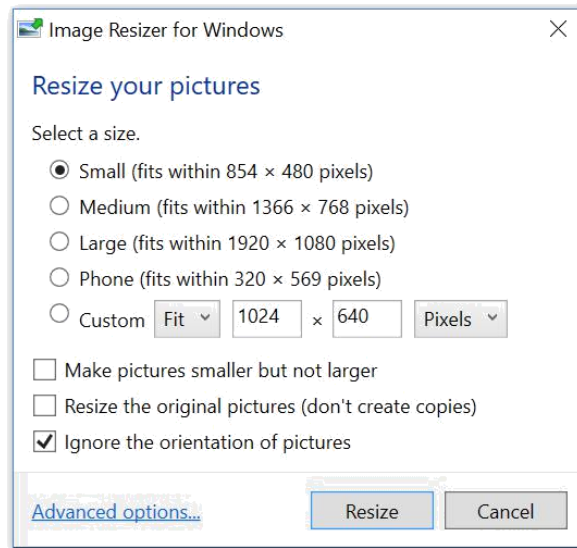 Image Resizer for Windows
Resize your pictures
Select a size.
Small (fits within 854 × 480 pixels)
Medium (fits within 1366 × 768 pixels)
Large (fits within 1920 × 1080 pixels)
Phone (fits within 320 × 569 pixels)
Custom Fit 1024 × 640 Pixels
Make pictures smaller but not larger
Resize the original pictures (don't create copies)
Ignore the orientation of pictures
Advanced options... Resize Cancel